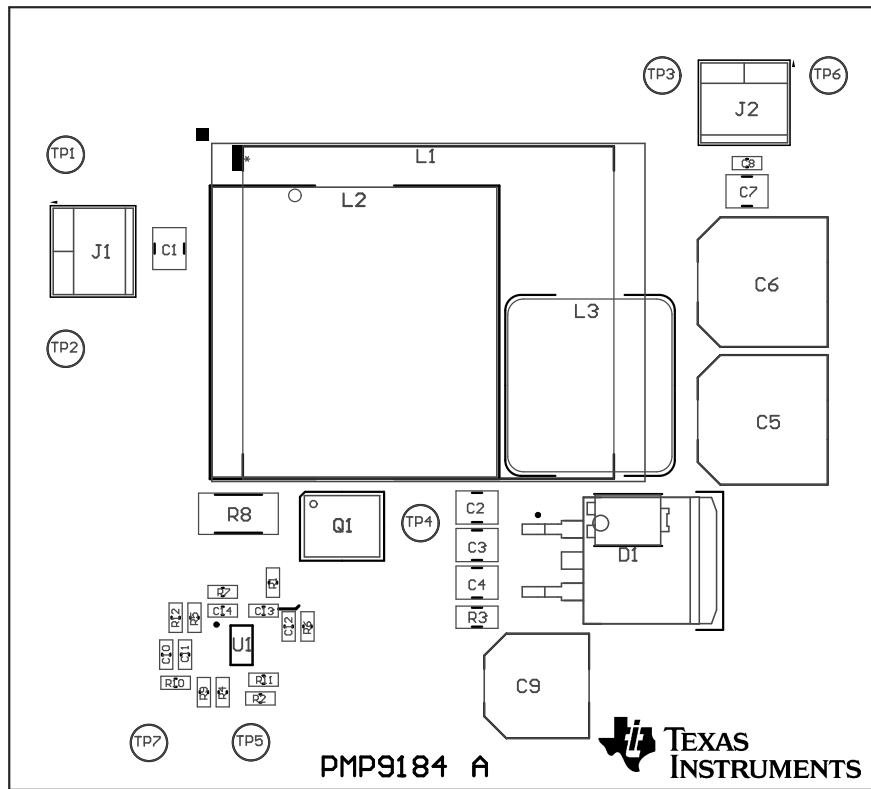 TP3
TP6
J2
TP1
L1
*
C8
C7
L2
J1
C1
C6
L3
TP2
C5
R8
Q1
TP4
C2
C3
D1
C4
R7
R12
R5
C14
C13
C12
R6
R3
U1
C10
C11
R10
R9
R4
R11
R2
C9
TP7
TP5
PMP9184 A
TEXAS
INSTRUMENTS